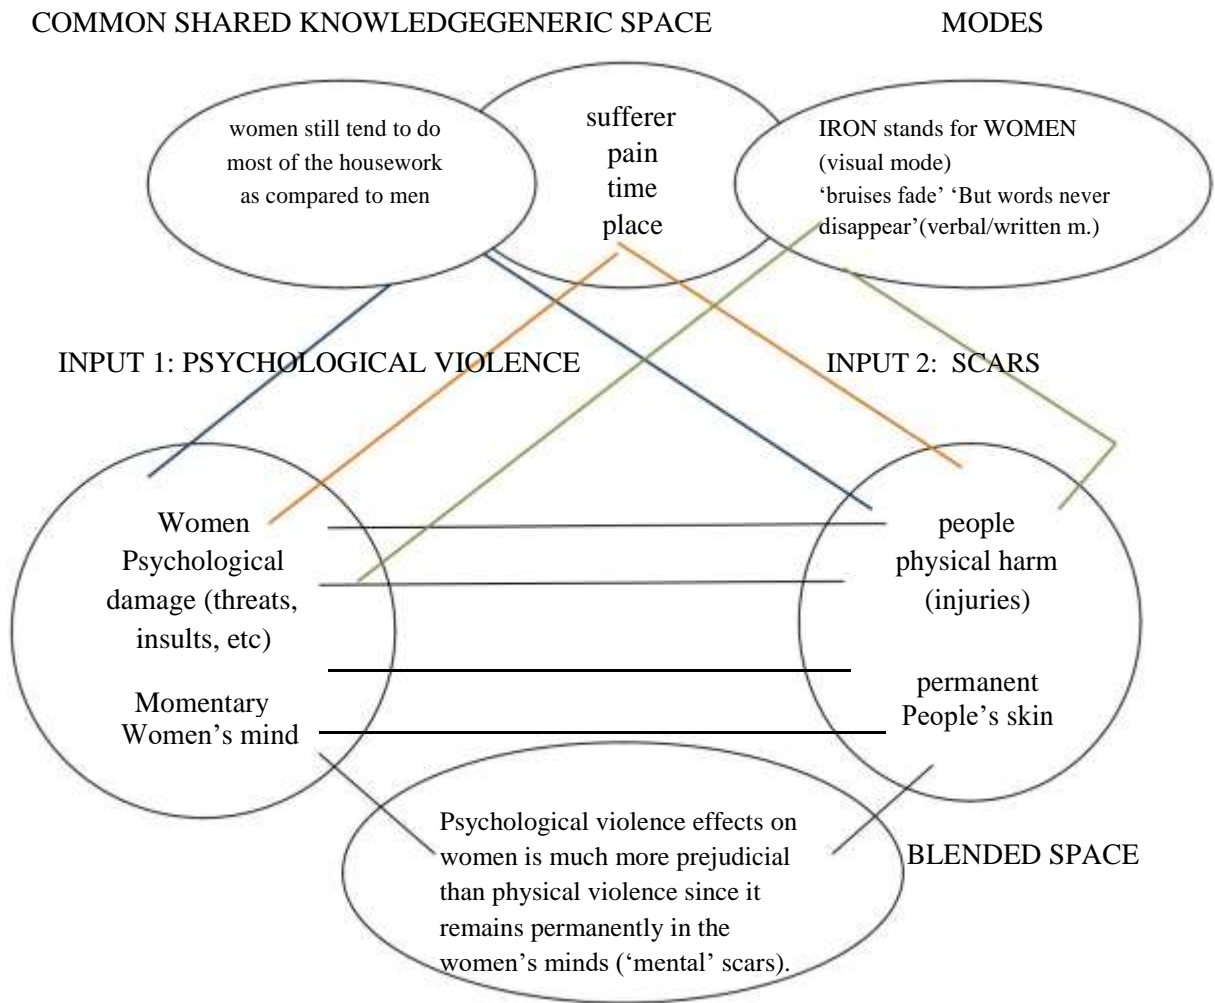 COMMON SHARED KNOWLEDGEGENERIC SPACE
MODES
women still tend to do
most of the housework
as compared to men
sufferer
pain
time
place
IRON stands for WOMEN
(visual mode)
‘bruises fade’ ‘But words never
disappear’(verbal/written m.)
INPUT 1: PSYCHOLOGICAL VIOLENCE
INPUT 2: SCARS
Women
Psychological
damage (threats,
insults, etc)
Momentary
Women’s mind
people
physical harm
(injuries)
permanent
People’s skin
Psychological violence effects on
women is much more prejudicial
than physical violence since it
remains permanently in the
women’s minds (‘mental’ scars).
BLENDED SPACE